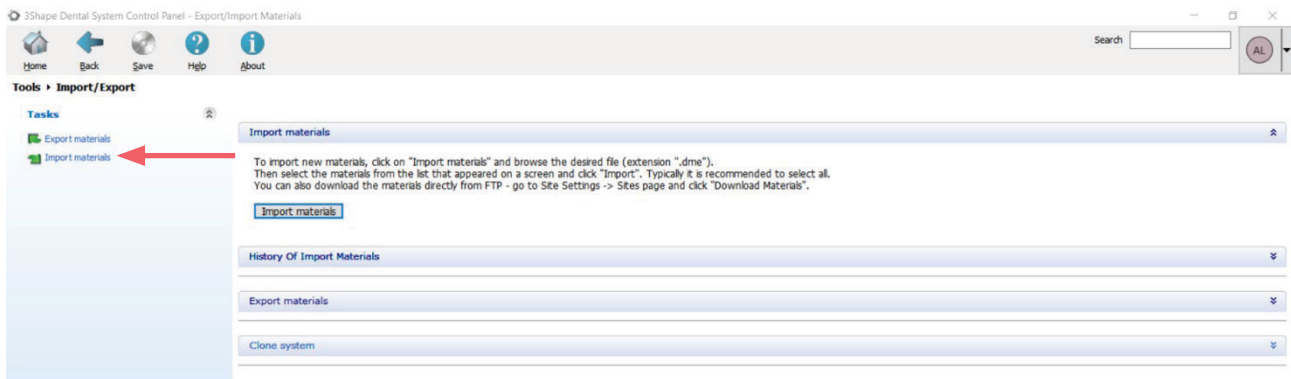 3Shape Dental System Control Panel - Export/Import Materials
Home Back Save Help About Search AL
Tools Import/Export
Tasks
Export materials
Import materials
Import materials
To import new materials, click on "Import materials" and browse the desired file (extension ".dme").
Then select the materials from the list that appeared on a screen and click "Import". Typically it is recommended to select all.
You can also download the materials directly from FTP - go to Site Settings -> Sites page and click "Download Materials".
Import materials
History Of Import Materials
Export materials
Clone system